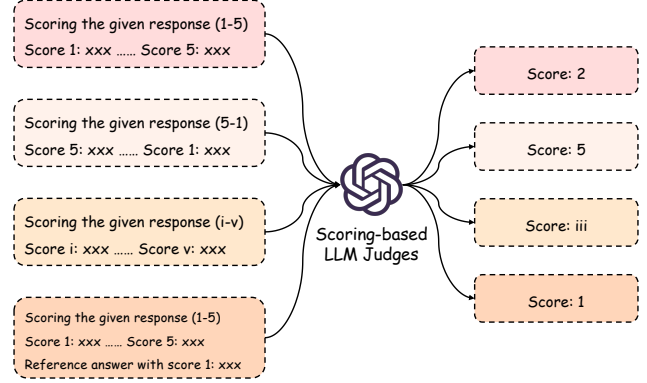 Scoring the given response (1-5)
Score 1: xxx ...... Score 5: xxx
Scoring the given response (5-1)
Score 5: xxx ...... Score 1: xxx
Scoring the given response (i-v)
Score i: xxx ...... Score v: xxx
Scoring the given response (1-5)
Score 1: xxx ...... Score 5: xxx
Reference answer with score 1: xxx
Scoring-based
LLM Judges
Score: 2
Score: 5
Score: iii
Score: 1